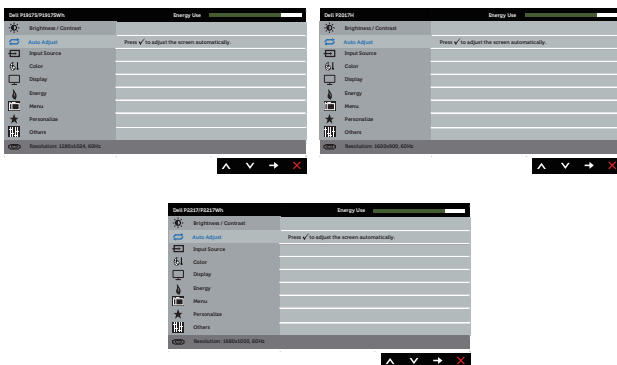 Dell P1917S/P1917SWh Energy Use
Brightness / Contrast
Auto Adjust Press ✓ to adjust the screen automatically.
Input Source
Color
Display
Energy
Menu
Personalize
Others
Resolution: 1280x1024, 60Hz
Dell P2017H Energy Use
Brightness / Contrast
Auto Adjust Press ✓ to adjust the screen automatically.
Input Source
Color
Display
Energy
Menu
Personalize
Others
Resolution: 1600x900, 60Hz
Dell P2217/P2217Wh Energy Use
Brightness / Contrast
Auto Adjust Press ✓ to adjust the screen automatically.
Input Source
Color
Display
Energy
Menu
Personalize
Others
Resolution: 1680x1050, 60Hz